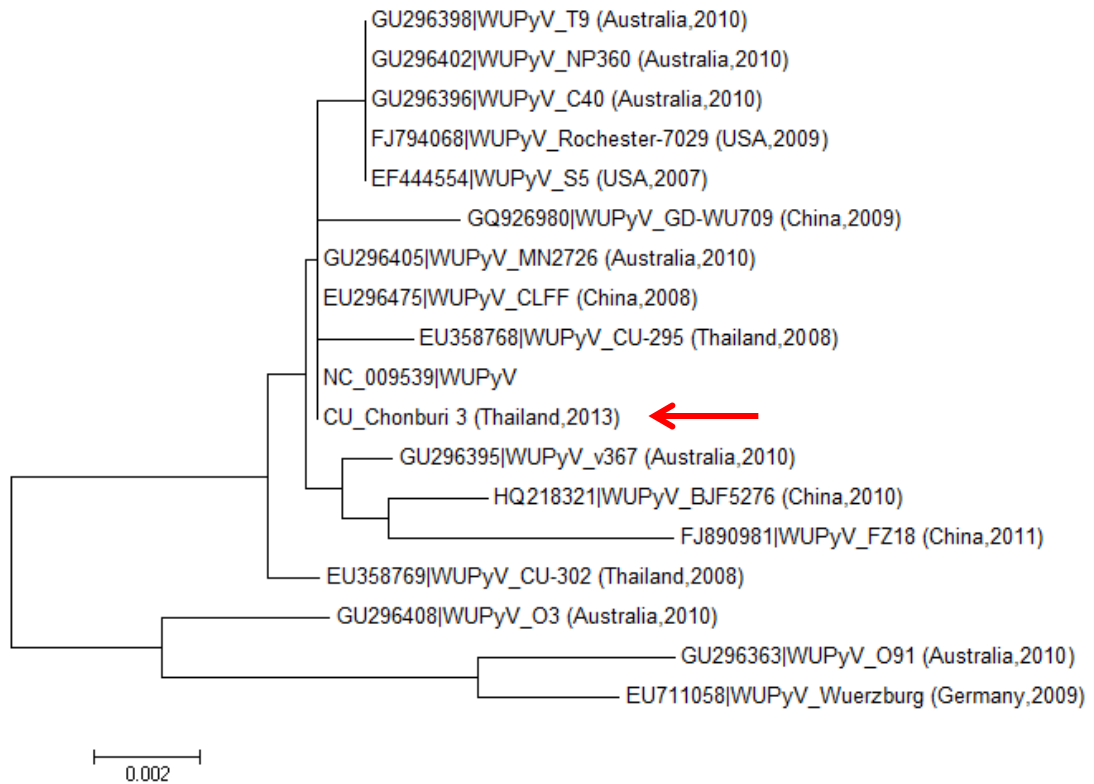 GU296398|WUPyV_T9 (Australia,2010)
GU296402|WUPyV_NP360 (Australia,2010)
GU296396|WUPyV_C40 (Australia,2010)
FJ794068|WUPyV_Rochester-7029 (USA,2009)
EF444554|WUPyV_S5 (USA,2007)
GQ926980|WUPyV_GD-WU709 (China,2009)
GU296405|WUPyV_MN2726 (Australia,2010)
EU296475|WUPyV_CLFF (China,2008)
EU358768|WUPyV_CU-295 (Thailand,2008)
NC_009539|WUPyV
CU_Chonburi 3 (Thailand,2013)
GU296395|WUPyV_v367 (Australia,2010)
HQ218321|WUPyV_BJF5276 (China,2010)
FJ890981|WUPyV_FZ18 (China,2011)
EU358769|WUPyV_CU-302 (Thailand,2008)
GU296408|WUPyV_O3 (Australia,2010)
GU296363|WUPyV_O91 (Australia,2010)
EU711058|WUPyV_Wuerzburg (Germany,2009)
0.002